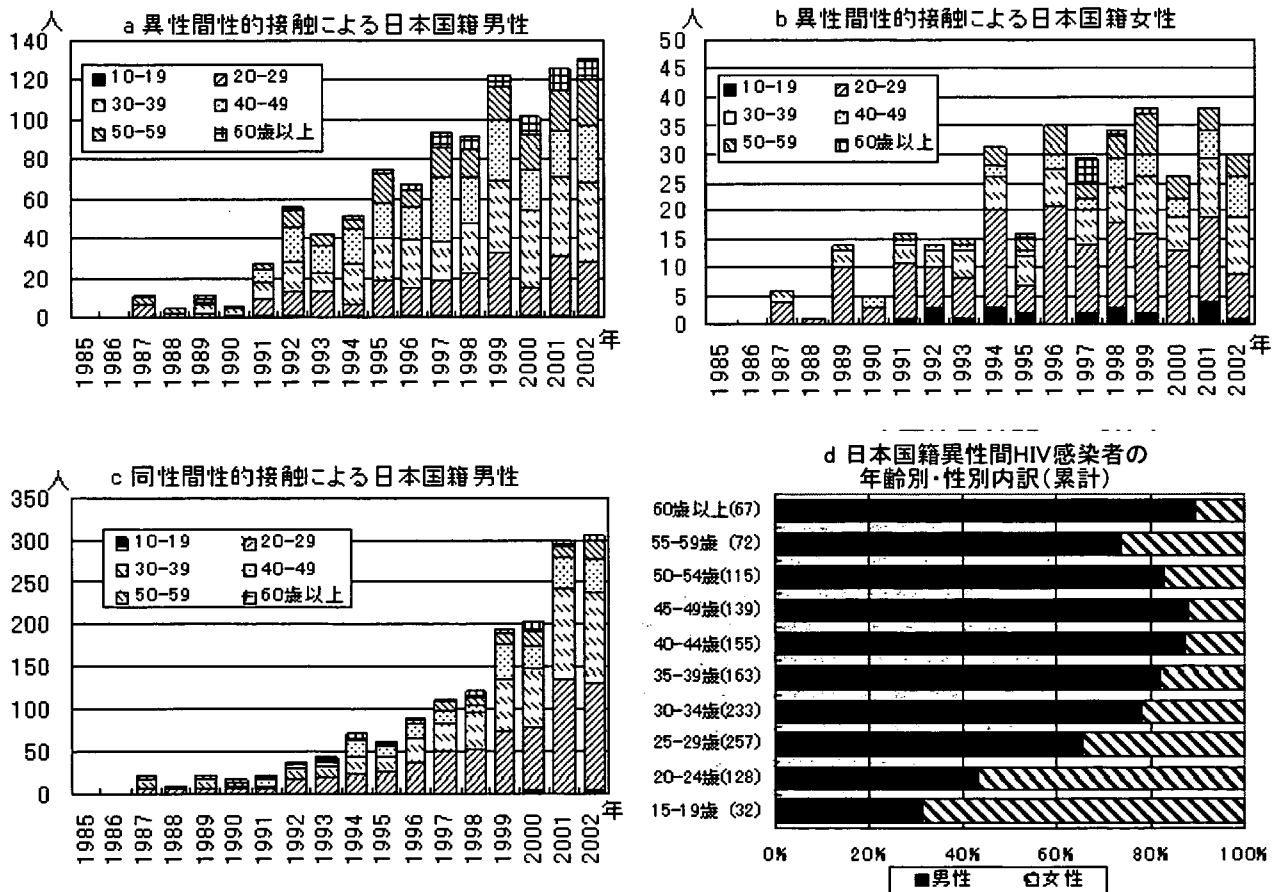 人
a 異性間性的接触による日本国籍男性
140
120
100
80
60
40
20
0
10-19 20-29
30-39 40-49
50-59 60歳以上
1985 1986 1987 1988 1989 1990 1991 1992 1993 1994 1995 1996 1997 1998 1999 2000 2001 2002 年
人
b 異性間性的接触による日本国籍女性
50
45
40
35
30
25
20
15
10
5
0
10-19 20-29
30-39 40-49
50-59 60歳以上
1985 1986 1987 1988 1989 1990 1991 1992 1993 1994 1995 1996 1997 1998 1999 2000 2001 2002 年
人
c 同性間性的接触による日本国籍男性
350
300
250
200
150
100
50
0
10-19 20-29
30-39 40-49
50-59 60歳以上
1985 1986 1987 1988 1989 1990 1991 1992 1993 1994 1995 1996 1997 1998 1999 2000 2001 2002 年
d 日本国籍異性間HIV感染者の
年齢別・性別内訳(累計)
60歳以上(67)
55-59歳 (72)
50-54歳(115)
45-49歳(139)
40-44歳(155)
35-39歳(163)
30-34歳(233)
25-29歳(257)
20-24歳(128)
15-19歳 (32)
0% 20% 40% 60% 80% 100%
男性 女性